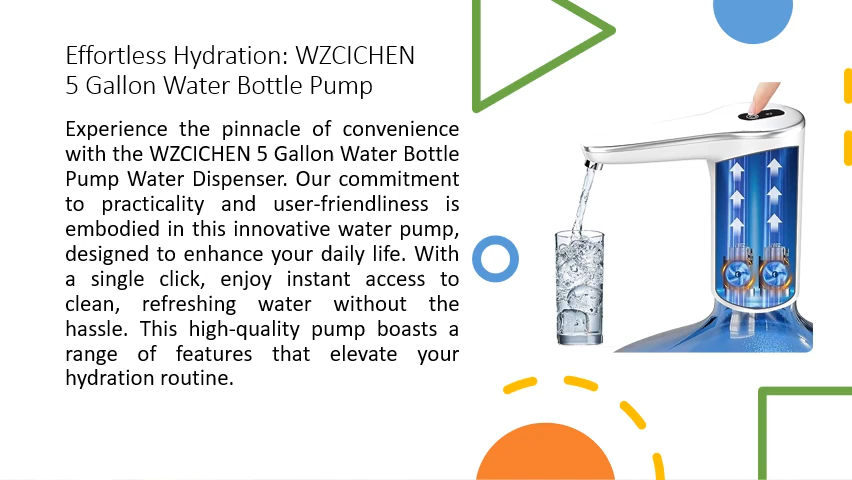 Effortless Hydration: WZCICHEN
5 Gallon Water Bottle Pump
Experience the pinnacle of convenience
with the WZCICHEN 5 Gallon Water Bottle
Pump Water Dispenser. Our commitment
to practicality and user-friendliness is
embodied in this innovative water pump,
designed to enhance your daily life. With
a single click, enjoy instant access to
clean, refreshing water without the
hassle. This high-quality pump boasts a
range of features that elevate your
hydration routine.